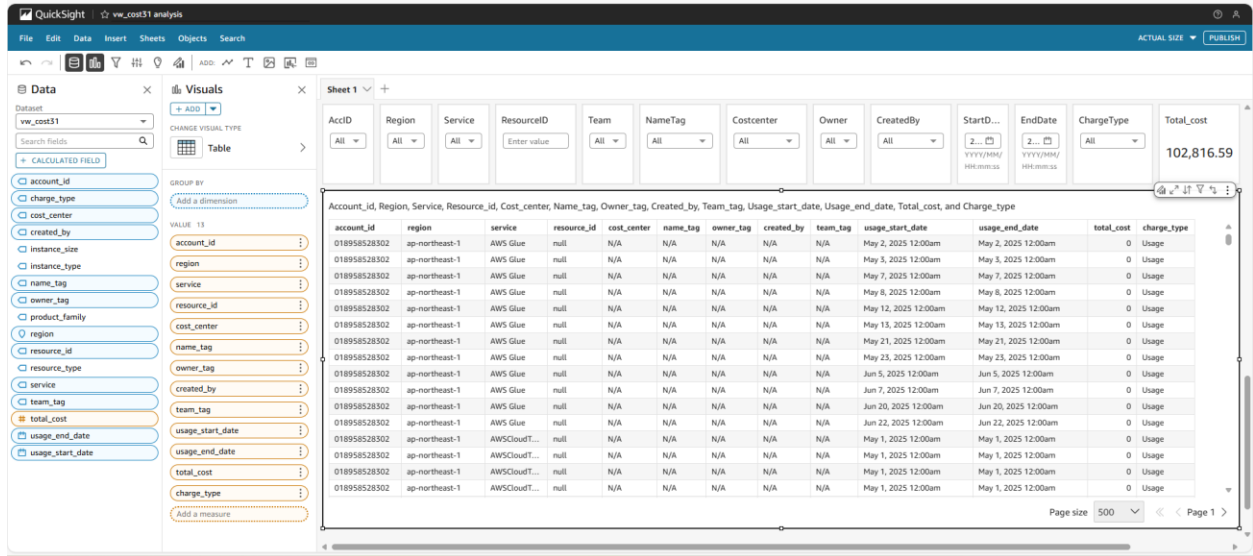 QuickSight vw_cost31 analysis
File Edit Data Insert Sheets Objects Search ACTUAL SIZE PUBLISH
ADD:
Data
Dataset
vw_cost31
Search fields
+ CALCULATED FIELD
account_id
charge_type
cost_center
created_by
instance_size
instance_type
name_tag
owner_tag
product_family
region
resource_id
resource_type
service
team_tag
# total_cost
usage_end_date
usage_start_date
Visuals
+ ADD
CHANGE VISUAL TYPE
Table
GROUP BY
Add a dimension
VALUE 13
account_id
region
service
resource_id
cost_center
name_tag
owner_tag
created_by
team_tag
usage_start_date
usage_end_date
total_cost
charge_type
Add a measure
Sheet 1
AccID Region Service ResourceID Team NameTag Costcenter Owner CreatedBy StartD... EndDate ChargeType Total_cost
All All All Enter value All All All All All 2... 2... All
YYYY/MM/ YYYY/MM/
HH:mm:ss HH:mm:ss
102,816.59
Account_id, Region, Service, Resource_id, Cost_center, Name_tag, Owner_tag, Created_by, Team_tag, Usage_start_date, Usage_end_date, Total_cost, and Charge_type
account_id region service resource_id cost_center name_tag owner_tag created_by team_tag usage_start_date usage_end_date total_cost charge_type
018958528302 ap-northeast-1 AWS Glue null N/A N/A N/A N/A N/A May 2, 2025 12:00am May 2, 2025 12:00am 0 Usage
018958528302 ap-northeast-1 AWS Glue null N/A N/A N/A N/A N/A May 3, 2025 12:00am May 3, 2025 12:00am 0 Usage
018958528302 ap-northeast-1 AWS Glue null N/A N/A N/A N/A N/A May 7, 2025 12:00am May 7, 2025 12:00am 0 Usage
018958528302 ap-northeast-1 AWS Glue null N/A N/A N/A N/A N/A May 8, 2025 12:00am May 8, 2025 12:00am 0 Usage
018958528302 ap-northeast-1 AWS Glue null N/A N/A N/A N/A N/A May 12, 2025 12:00am May 12, 2025 12:00am 0 Usage
018958528302 ap-northeast-1 AWS Glue null N/A N/A N/A N/A N/A May 13, 2025 12:00am May 13, 2025 12:00am 0 Usage
018958528302 ap-northeast-1 AWS Glue null N/A N/A N/A N/A N/A May 21, 2025 12:00am May 21, 2025 12:00am 0 Usage
018958528302 ap-northeast-1 AWS Glue null N/A N/A N/A N/A N/A May 23, 2025 12:00am May 23, 2025 12:00am 0 Usage
018958528302 ap-northeast-1 AWS Glue null N/A N/A N/A N/A N/A Jun 5, 2025 12:00am Jun 5, 2025 12:00am 0 Usage
018958528302 ap-northeast-1 AWS Glue null N/A N/A N/A N/A N/A Jun 7, 2025 12:00am Jun 7, 2025 12:00am 0 Usage
018958528302 ap-northeast-1 AWS Glue null N/A N/A N/A N/A N/A Jun 20, 2025 12:00am Jun 20, 2025 12:00am 0 Usage
018958528302 ap-northeast-1 AWS Glue null N/A N/A N/A N/A N/A Jun 22, 2025 12:00am Jun 22, 2025 12:00am 0 Usage
018958528302 ap-northeast-1 AWSCloudT... null N/A N/A N/A N/A N/A May 1, 2025 12:00am May 1, 2025 12:00am 0 Usage
018958528302 ap-northeast-1 AWSCloudT... null N/A N/A N/A N/A N/A May 1, 2025 12:00am May 1, 2025 12:00am 0 Usage
018958528302 ap-northeast-1 AWSCloudT... null N/A N/A N/A N/A N/A May 1, 2025 12:00am May 1, 2025 12:00am 0 Usage
018958528302 ap-northeast-1 AWSCloudT... null N/A N/A N/A N/A N/A May 1, 2025 12:00am May 1, 2025 12:00am 0 Usage
Page size 500 Page 1